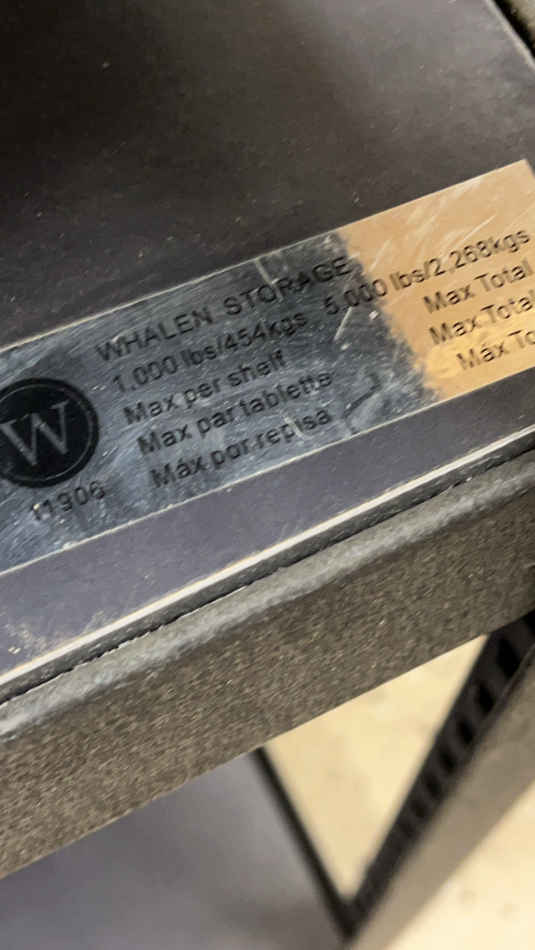 WHALEN STORAGE
1,000 lbs/454kgs 5,000 lbs/2,268kgs
Max per shelf Max Total
Max par tablette Max Total
Máx por repisa Máx To
W
11906